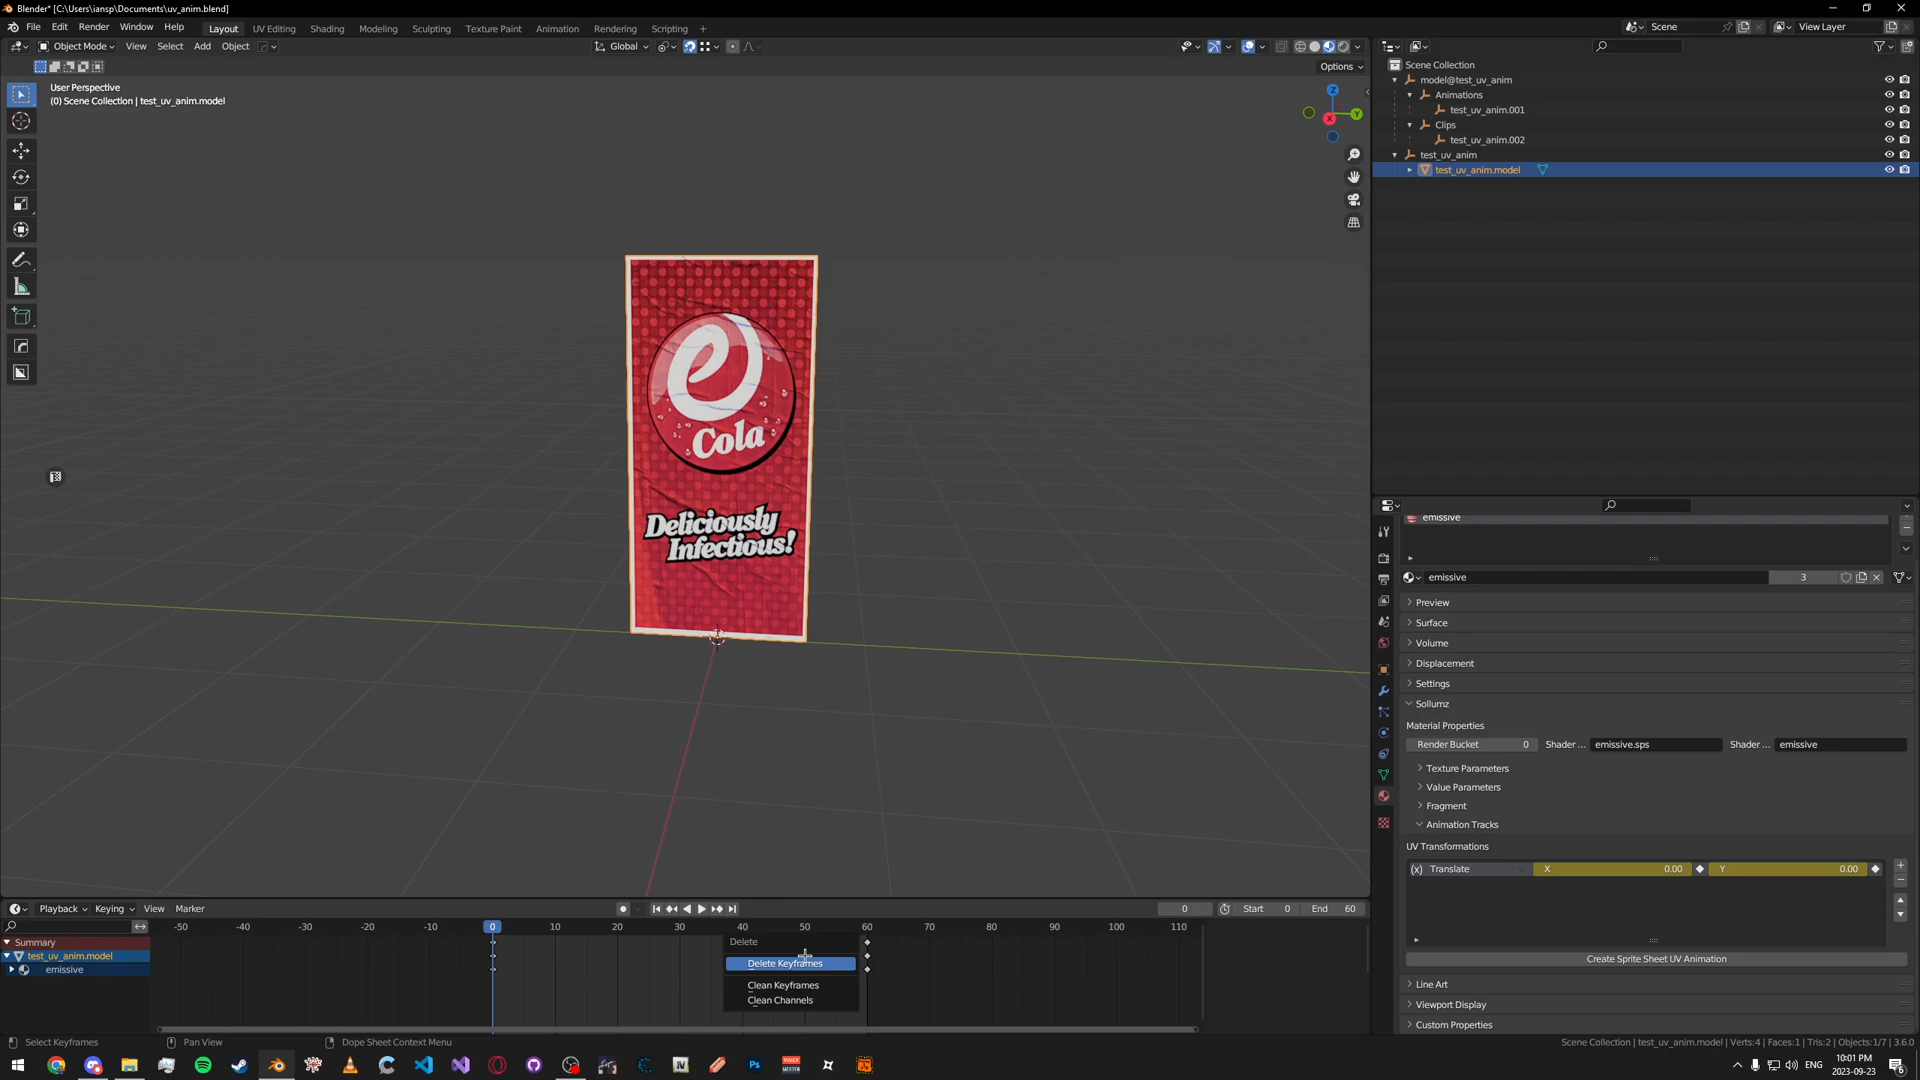 Blender* [C:\Users\iansp\Documents\uv_anim.blend]
File Edit Render Window Help Layout UV Editing Shading Modeling Sculpting Texture Paint Animation Rendering Scripting + Scene View Layer
Object Mode View Select Add Object Global
Options
User Perspective
(0) Scene Collection | test_uv_anim.model
Z
Y
X
e
Cola
Deliciously
Infectious!
Scene Collection
model@test_uv_anim
Animations
test_uv_anim.001
Clips
test_uv_anim.002
test_uv_anim
test_uv_anim.model
emissive
emissive 3
Preview
Surface
Volume
Displacement
Settings
Sollumz
Material Properties
Render Bucket 0 Shader ... emissive.sps Shader ... emissive
Texture Parameters
Value Parameters
Fragment
Animation Tracks
UV Transformations
(x) Translate X 0.00 Y 0.00
Create Sprite Sheet UV Animation
Line Art
Viewport Display
Custom Properties
Playback Keying View Marker 0 Start 0 End 60
-50 -40 -30 -20 -10 0 10 20 30 40 50 60 70 80 90 100 110
Summary
test_uv_anim.model
emissive
Delete
Delete Keyframes
Clean Keyframes
Clean Channels
Select Keyframes Pan View Dope Sheet Context Menu
Scene Collection | test_uv_anim.model | Verts:4 | Faces:1 | Tris:2 | Objects:1/7 | 3.6.0
Ps
ENG
10:01 PM
2023-09-23